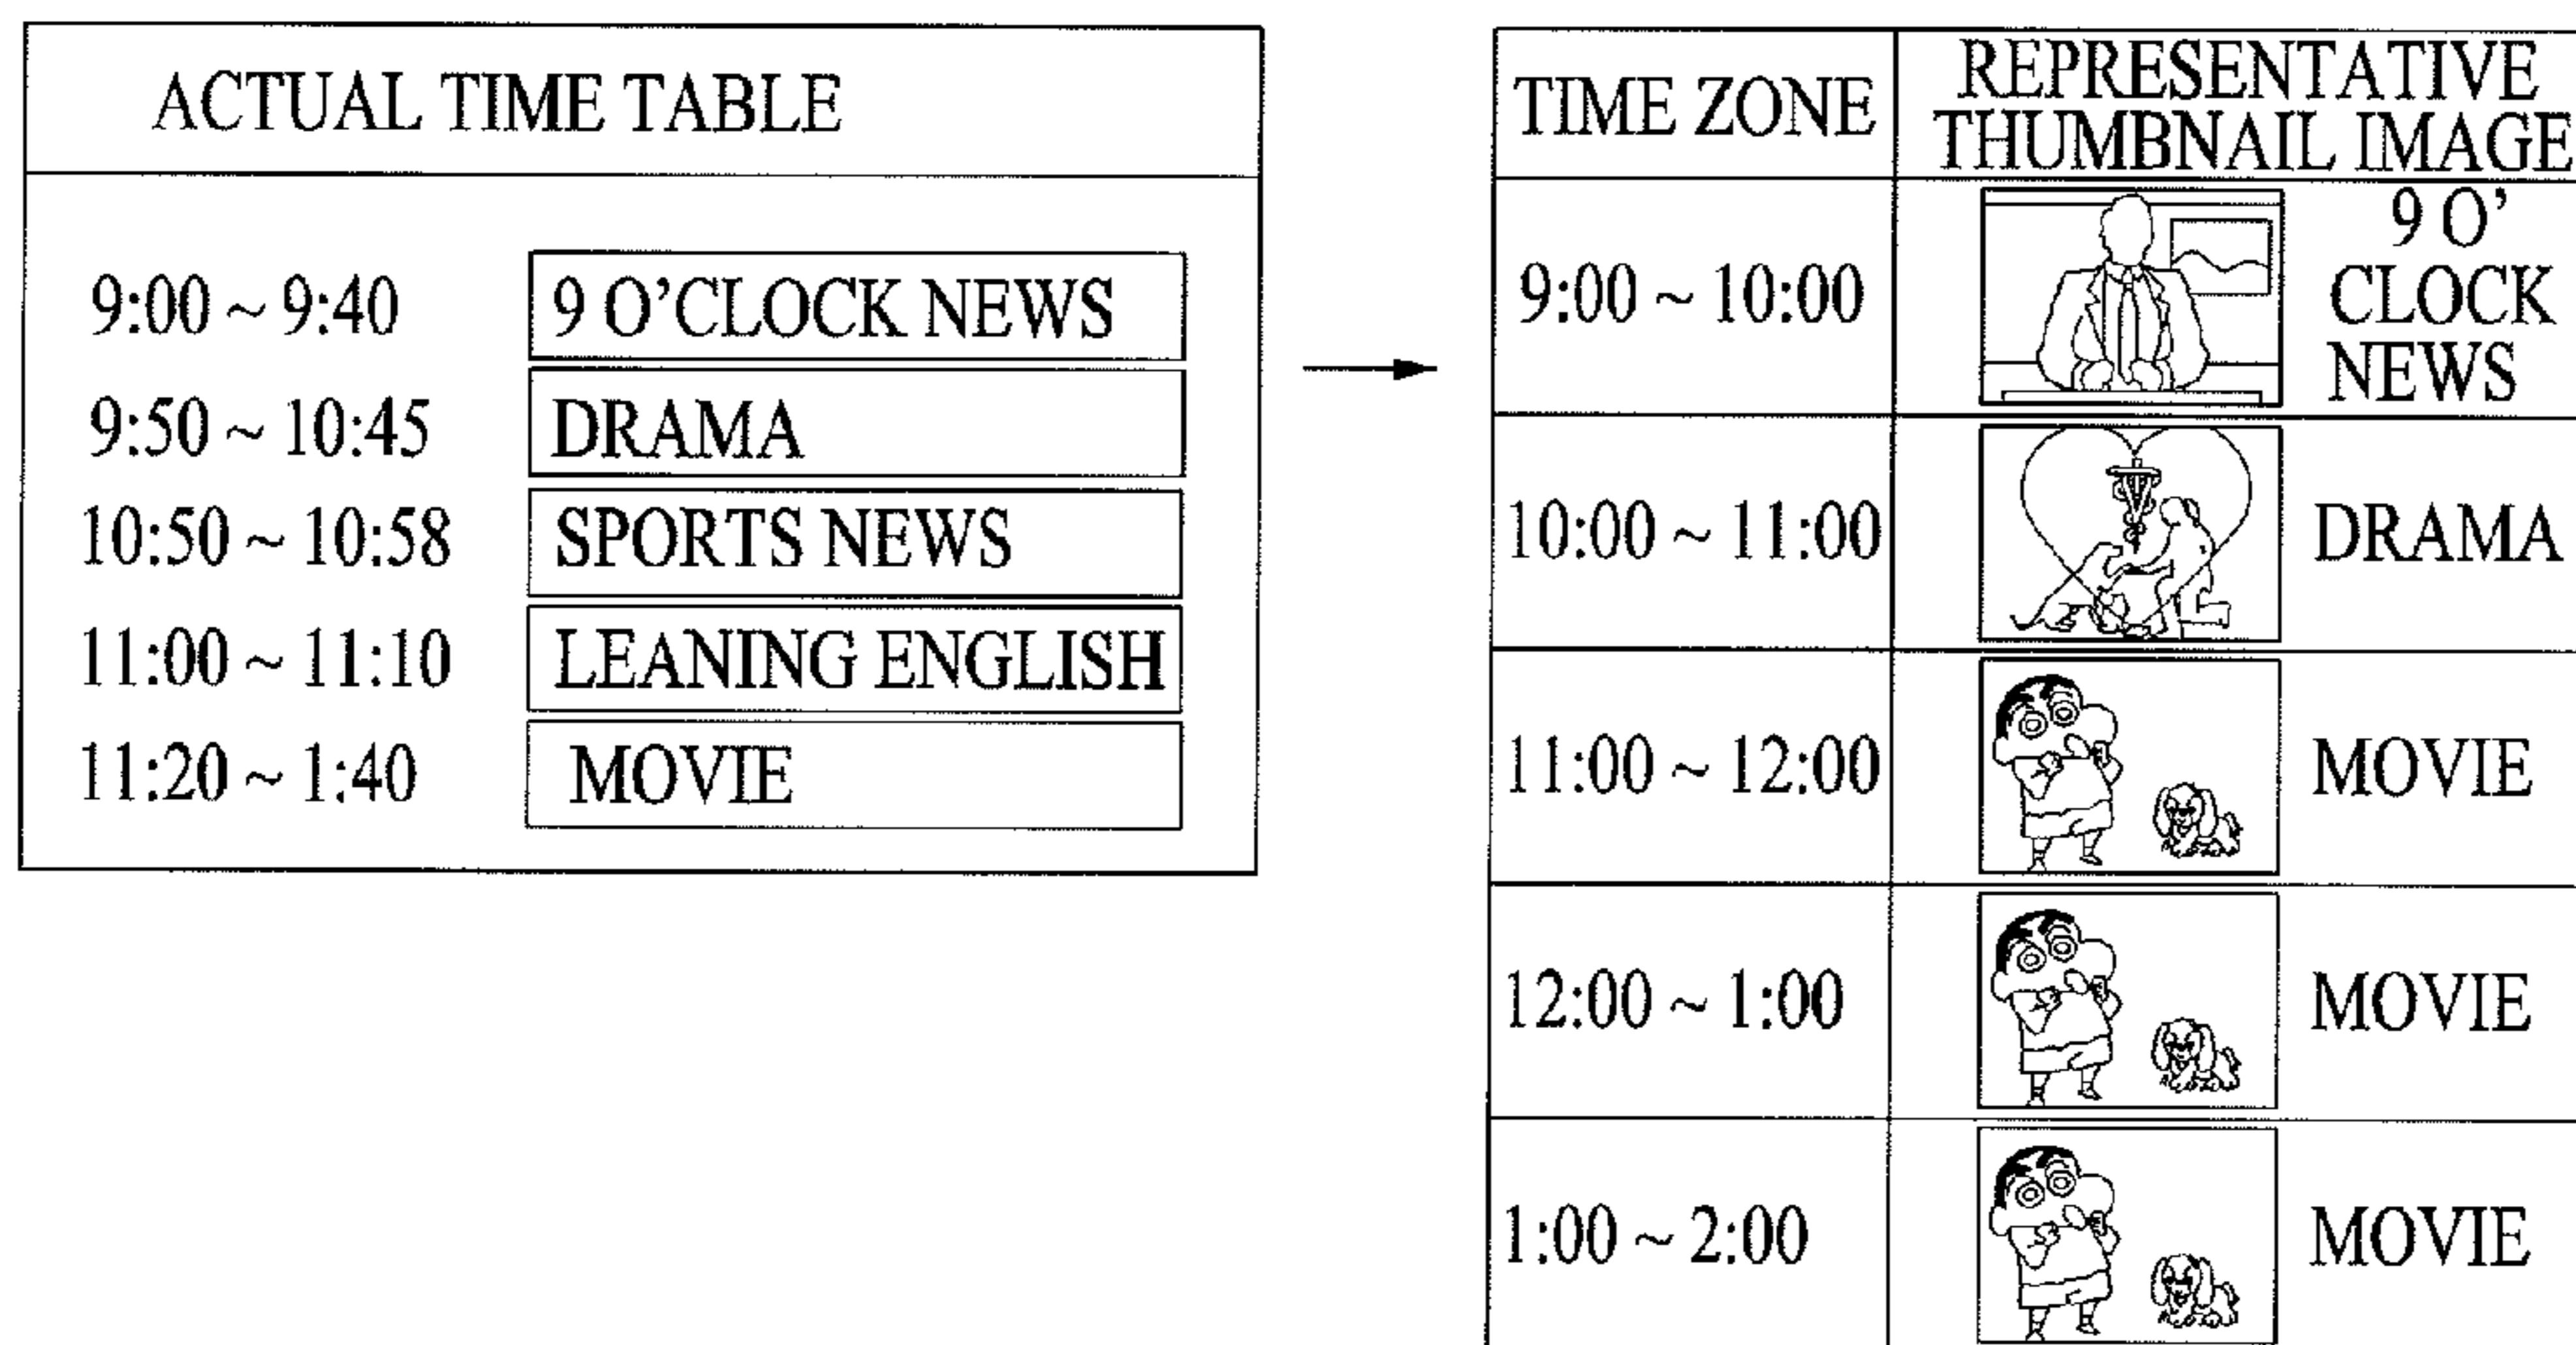 ACTUAL TIME TABLE
9:00 ~ 9:40 9 O'CLOCK NEWS
9:50 ~ 10:45 DRAMA
10:50 ~ 10:58 SPORTS NEWS
11:00 ~ 11:10 LEANING ENGLISH
11:20 ~ 1:40 MOVIE
TIME ZONE
REPRESENTATIVE
THUMBNAIL IMAGE
9:00 ~ 10:00
9 O’
CLOCK
NEWS
10:00 ~ 11:00 DRAMA
11:00 ~ 12:00 MOVIE
12:00 ~ 1:00 MOVIE
1:00 ~ 2:00 MOVIE